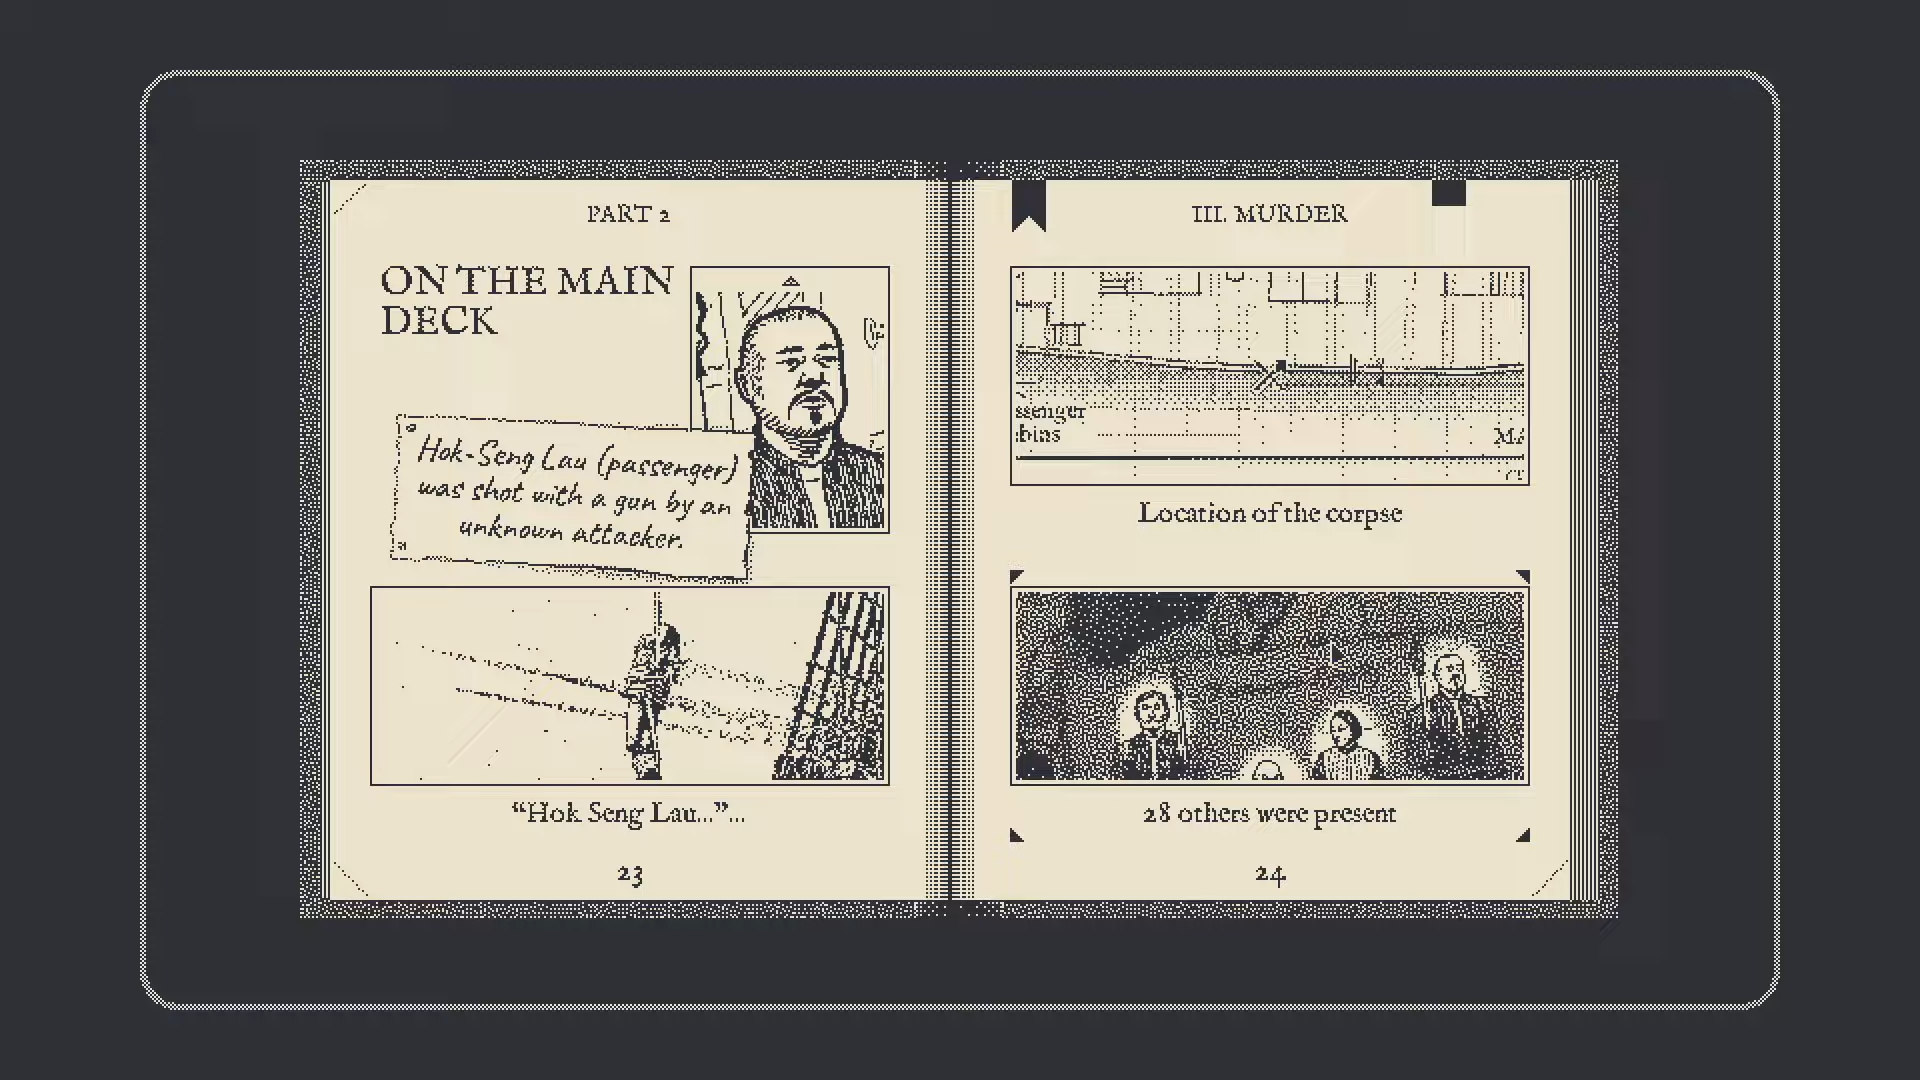 PART 2
ON THE MAIN
DECK
Hok-Seng Lau (passenger)
was shot with a gun by an
unknown attacker.
“Hok Seng Lau...”...
23
III. MURDER
ssenger
bins
MA
Location of the corpse
28 others were present
24